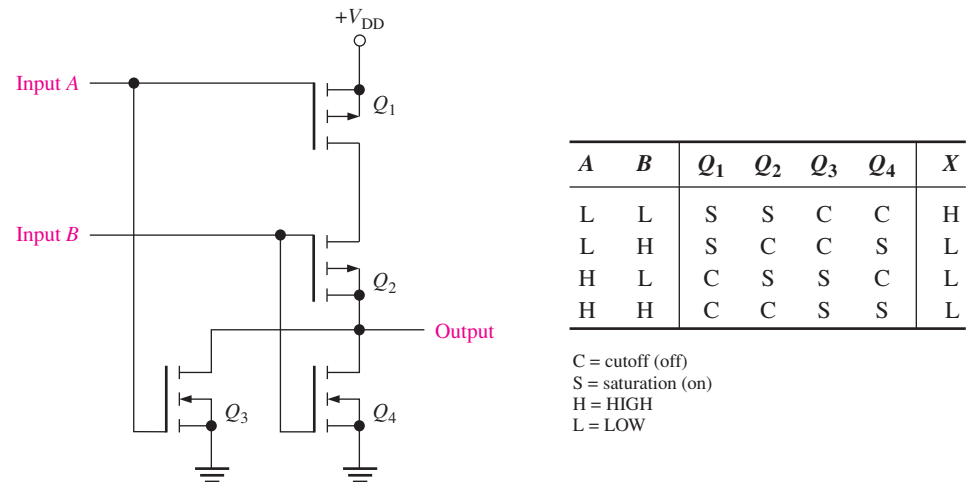 +V_DD
Input A
Q1
Input B
Q2
Output
Q3
Q4
A B Q1 Q2 Q3 Q4 X
L L S S C C H
L H S C C S L
H L C S S C L
H H C C S S L
C = cutoff (off)
S = saturation (on)
H = HIGH
L = LOW